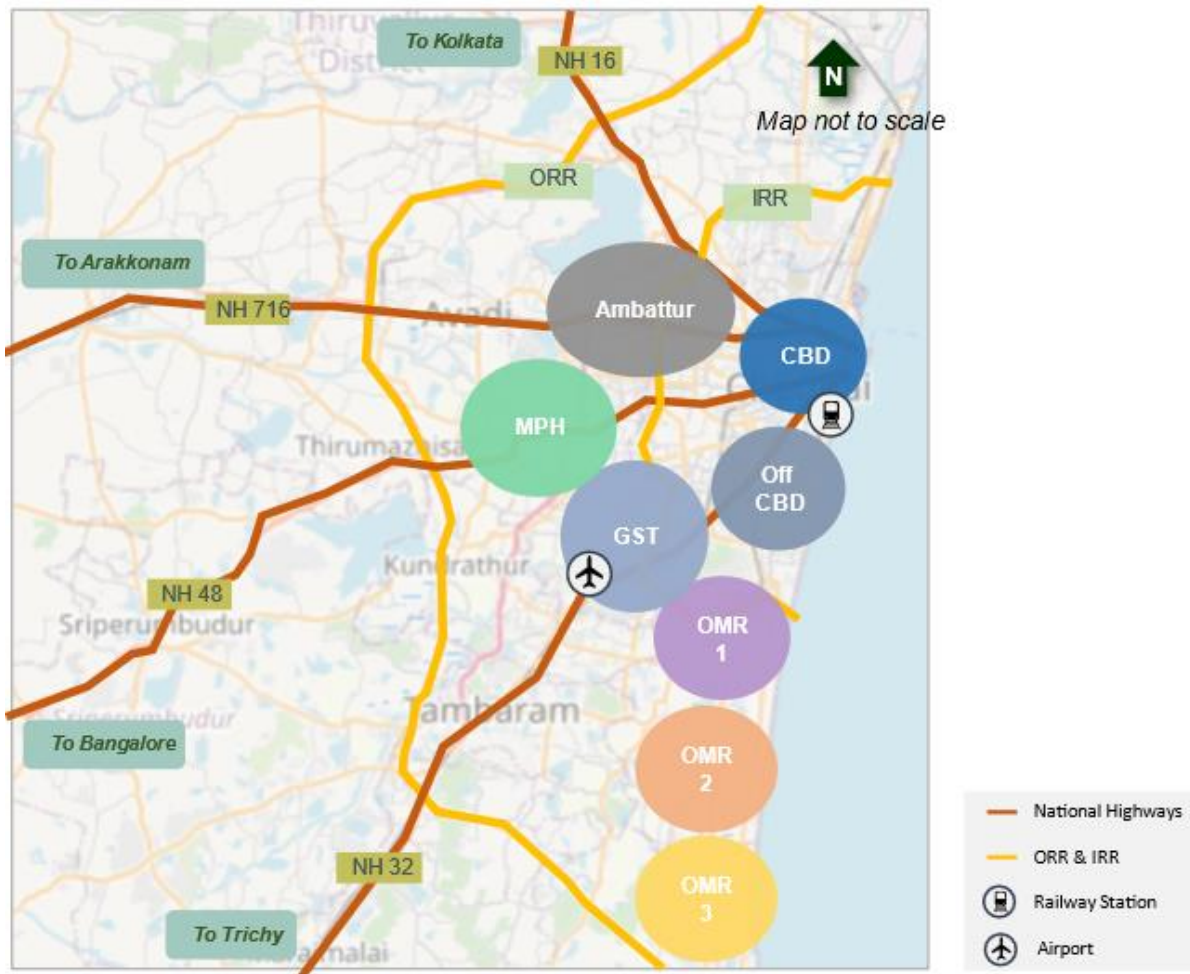 To Kolkata
NH 16
N
Map not to scale
ORR
IRR
To Arakkonam
NH 716
Avadi
Ambattur
CBD
MPH
Off
CBD
GST
Kundrathur
NH 48
Sriperumbudur
OMR
1
Tambaram
Sriperumbudur
To Bangalore
OMR
2
NH 32
OMR
3
To Trichy
National Highways
ORR & IRR
Railway Station
Airport